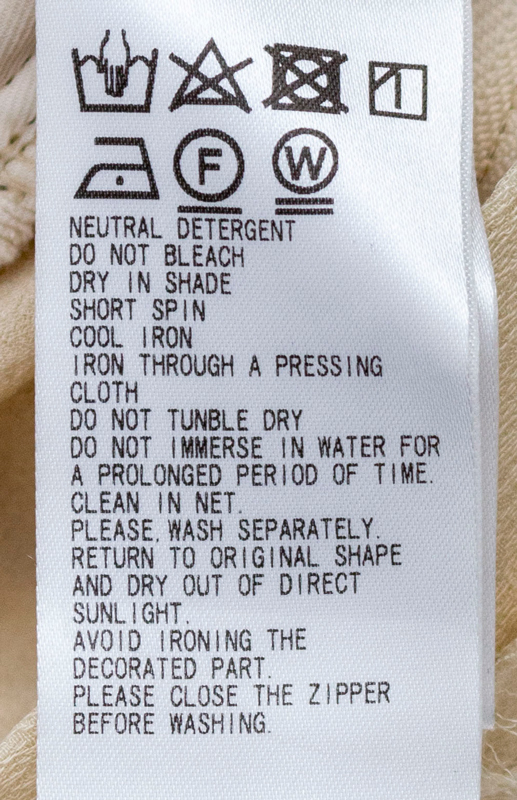 F W
NEUTRAL DETERGENT
DO NOT BLEACH
DRY IN SHADE
SHORT SPIN
COOL IRON
IRON THROUGH A PRESSING
CLOTH
DO NOT TUNBLE DRY
DO NOT IMMERSE IN WATER FOR
A PROLONGED PERIOD OF TIME.
CLEAN IN NET.
PLEASE.WASH SEPARATELY.
RETURN TO ORIGINAL SHAPE
AND DRY OUT OF DIRECT
SUNLIGHT.
AVOID IRONING THE
DECORATED PART.
PLEASE CLOSE THE ZIPPER
BEFORE WASHING.